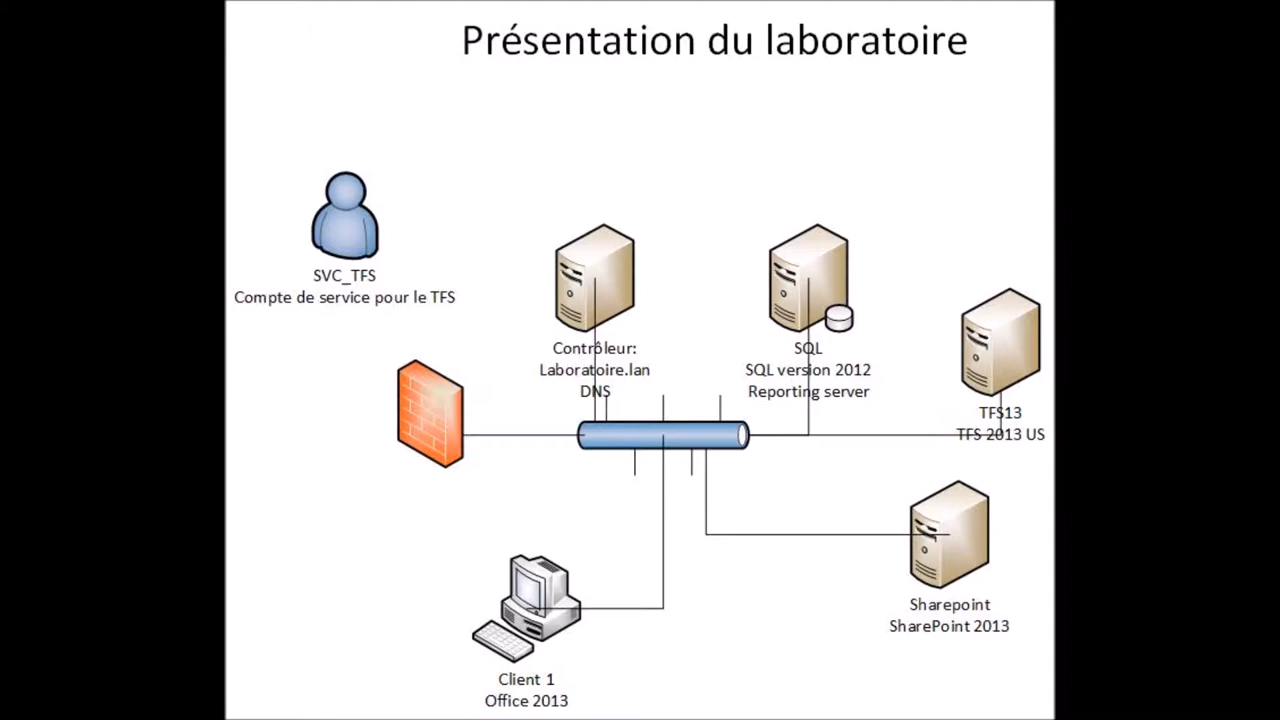 Présentation du laboratoire
SVC_TFS
Compte de service pour le TFS
Contrôleur:
Laboratoire.lan
DNS
SQL
SQL version 2012
Reporting server
TFS13
TFS 2013 US
Sharepoint
SharePoint 2013
Client 1
Office 2013